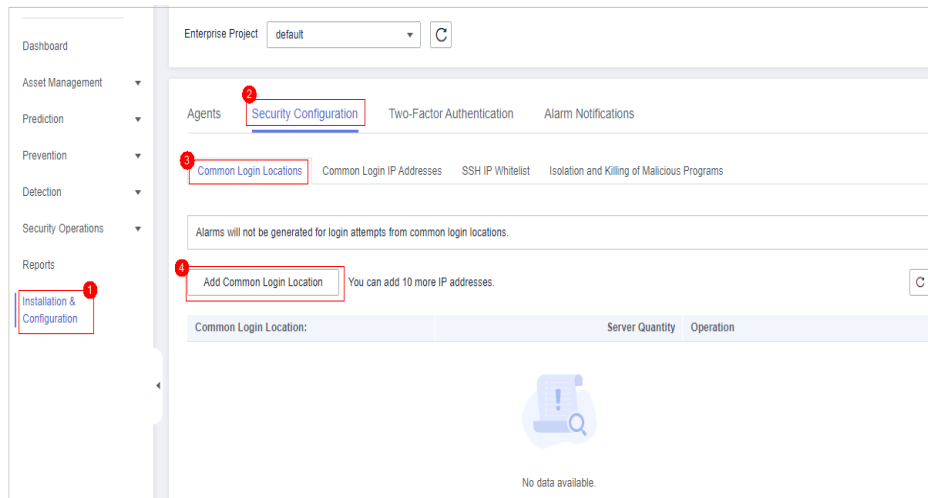 Dashboard
Asset Management
Prediction
Prevention
Detection
Security Operations
Reports
1
Installation &
Configuration
Enterprise Project default
2
Agents Security Configuration Two-Factor Authentication Alarm Notifications
3
Common Login Locations Common Login IP Addresses SSH IP Whitelist Isolation and Killing of Malicious Programs
Alarms will not be generated for login attempts from common login locations.
4
Add Common Login Location You can add 10 more IP addresses.
Common Login Location: Server Quantity Operation
No data available.